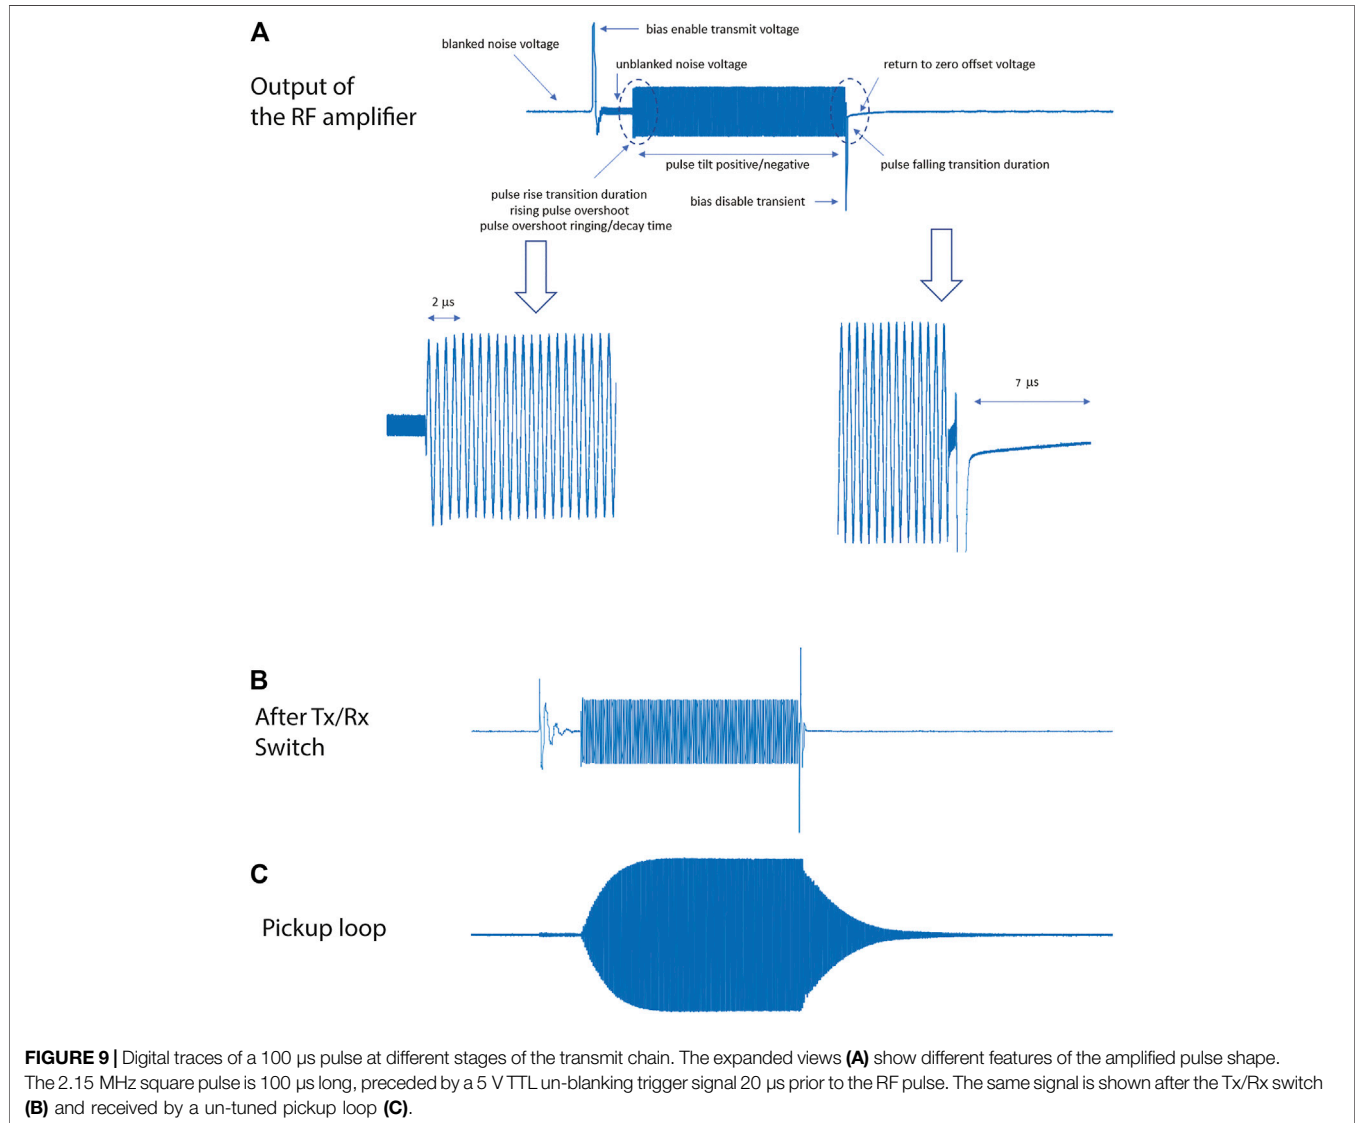 A
Output of
the RF amplifier
blanked noise voltage
bias enable transmit voltage
unblanked noise voltage
return to zero offset voltage
pulse tilt positive/negative
pulse falling transition duration
bias disable transient
pulse rise transition duration
rising pulse overshoot
pulse overshoot ringing/decay time
2 µs
7 µs
B
After Tx/Rx
Switch
C
Pickup loop
FIGURE 9 | Digital traces of a 100 µs pulse at different stages of the transmit chain. The expanded views (A) show different features of the amplified pulse shape.
The 2.15 MHz square pulse is 100 µs long, preceded by a 5 V TTL un-blanking trigger signal 20 µs prior to the RF pulse. The same signal is shown after the Tx/Rx switch
(B) and received by a un-tuned pickup loop (C).